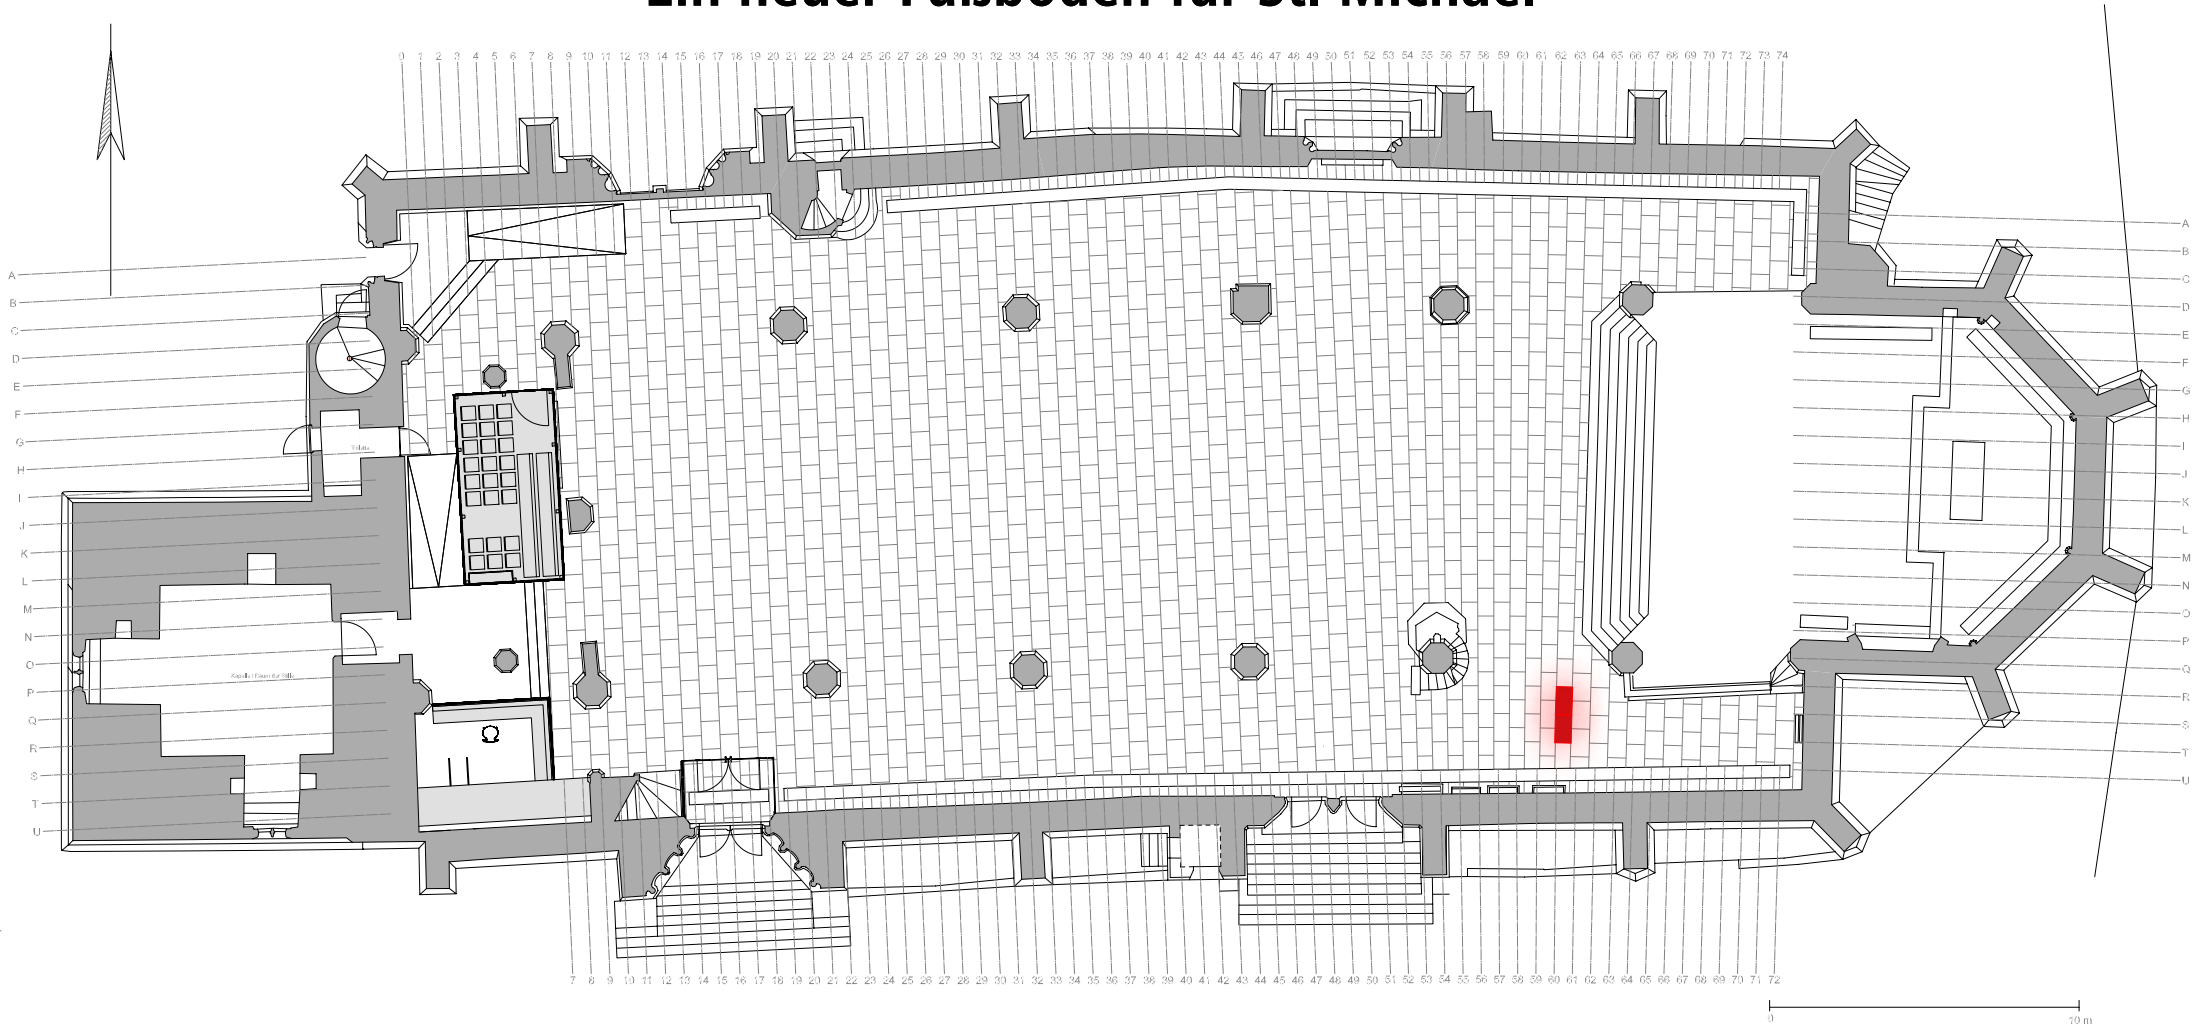 Ein neuer Fußboden für St. Michael
0 1 2 3 4 5 6 7 8 9 10 11 12 13 14 15 16 17 18 19 20 21 22 23 24 25 26 27 28 29 30 31 32 33 34 35 36 37 38 39 40 41 42 43 44 45 46 47 48 49 50 51 52 53 54 55 56 57 58 59 60 61 62 63 64 65 66 67 68 69 70 71 72 73 74
A
B
C
D
E
F
G
H
I
J
K
L
M
N
O
P
Q
R
S
T
U
Kapelle / Raum der Stille
A
B
C
D
E
F
G
H
I
J
K
L
M
N
O
P
Q
R
S
T
U
7 8 9 10 11 12 13 14 15 16 17 18 19 20 21 22 23 24 25 26 27 28 29 30 31 32 33 34 35 36 37 38 39 40 41 42 43 44 45 46 47 48 49 50 51 52 53 54 55 56 57 58 59 60 61 62 63 64 65 66 67 68 69 70 71 72
0 10 m